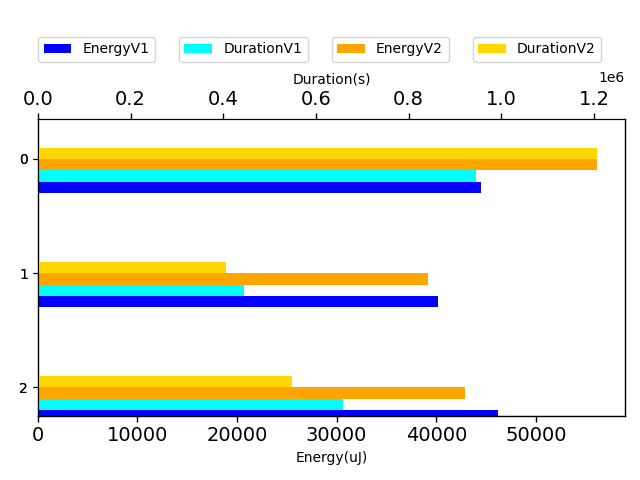 EnergyV1 DurationV1 EnergyV2 DurationV2
Duration(s)
1e6
0.0 0.2 0.4 0.6 0.8 1.0 1.2
0
1
2
0 10000 20000 30000 40000 50000
Energy(uJ)